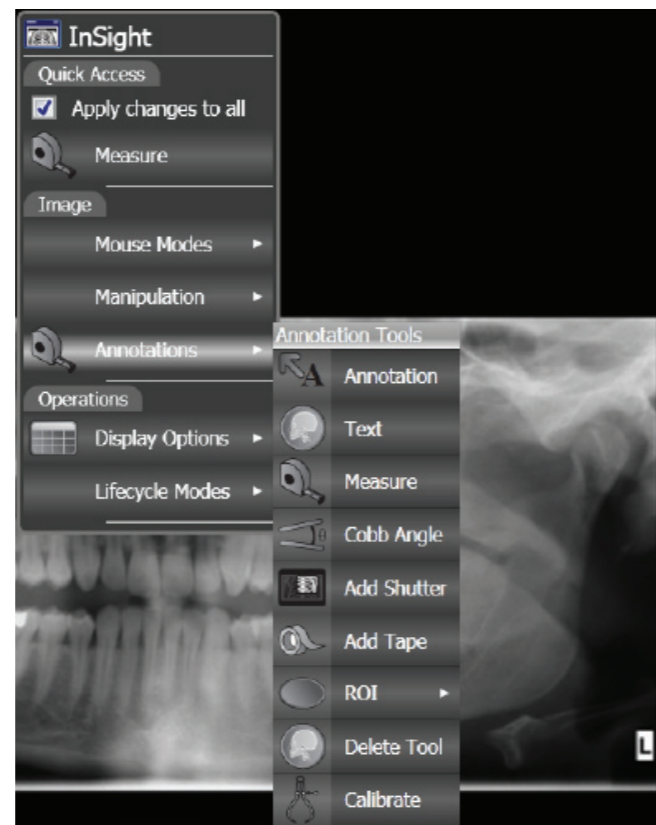 InSight
Quick Access
Apply changes to all
Measure
Image
Mouse Modes
Manipulation
Annotations
Operations
Display Options
Lifecycle Modes
Annotation Tools
A Annotation
Text
Measure
Cobb Angle
Add Shutter
Add Tape
ROI
Delete Tool
Calibrate
L